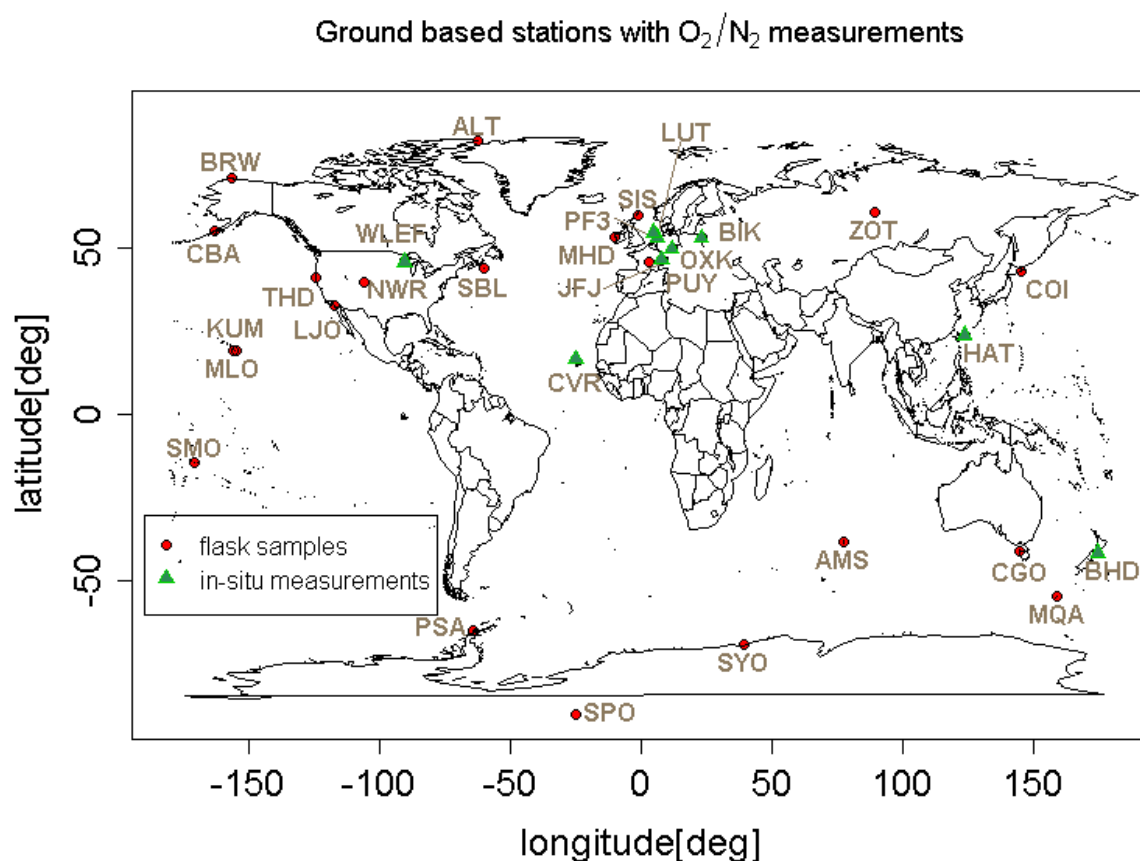 Ground based stations with O₂/N₂ measurements
ALT
LUT
BRW
SIS
PF3
CBA
WLEF
MHD
BIK
ZOT
OXK
THD
NWR
SBL
JFJ
PUY
COI
LJO
KUM
MLO
HAT
CVR
SMO
AMS
CGO
BHD
MQA
PSA
SYO
SPO
flask samples
in-situ measurements
50
0
-50
latitude[deg]
-150 -100 -50 0 50 100 150
longitude[deg]